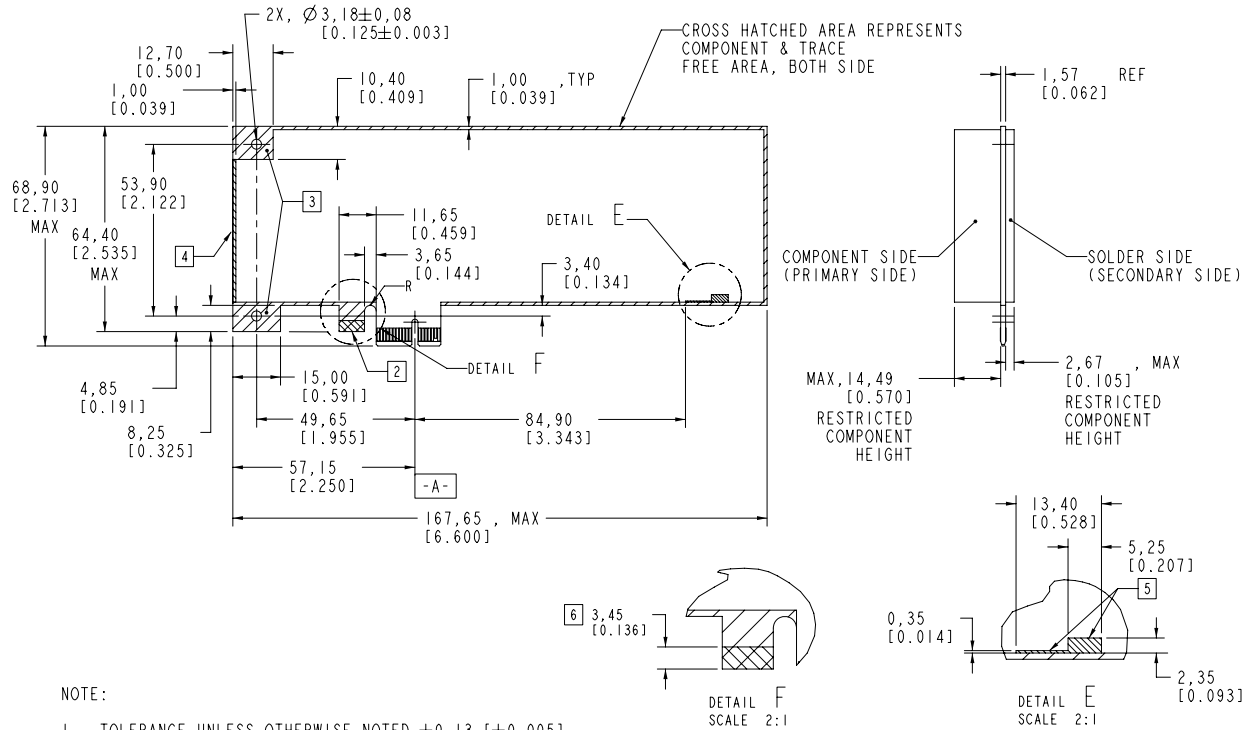 2X, Ø 3,18±0,08
[0.125±0.003]
12,70
[0.500]
1,00
[0.039]
10,40
[0.409]
1,00 ,TYP
[0.039]
CROSS HATCHED AREA REPRESENTS
COMPONENT & TRACE
FREE AREA, BOTH SIDE
1,57 REF
[0.062]
68,90
[2.713]
MAX
53,90
[2.122]
64,40
[2.535]
MAX
3
4
11,65
[0.459]
3,65
[0.144]
R
DETAIL E
3,40
[0.134]
COMPONENT SIDE
(PRIMARY SIDE)
SOLDER SIDE
(SECONDARY SIDE)
2
DETAIL F
4,85
[0.191]
8,25
[0.325]
15,00
[0.591]
49,65
[1.955]
84,90
[3.343]
57,15
[2.250]
-A-
167,65 , MAX
[6.600]
MAX,14,49
[0.570]
RESTRICTED
COMPONENT
HEIGHT
2,67 , MAX
[0.105]
RESTRICTED
COMPONENT
HEIGHT
6 3,45
[0.136]
DETAIL F
SCALE 2:1
13,40
[0.528]
5,25
[0.207]
5
0,35
[0.014]
2,35
[0.093]
DETAIL E
SCALE 2:1
NOTE:
TOLERANCE UNLESS OTHERWISE NOTED ±0,13 [±0.005]